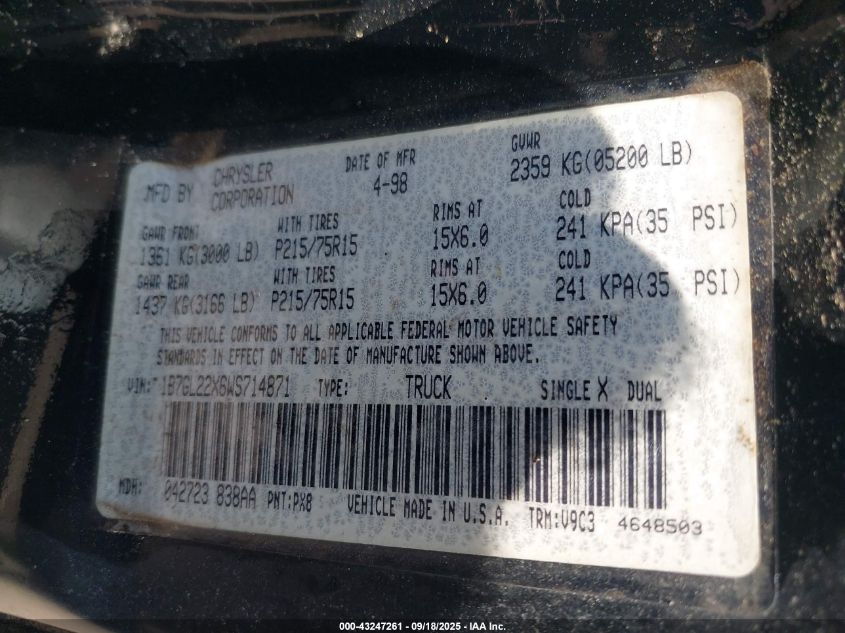 MFD BY CHRYSLER CORPORATION DATE OF MFR 4-98 GVWR 2359 KG(05200 LB)
GAWR FRONT WITH TIRES RIMS AT COLD
1361 KG(3000 LB) P215/75R15 15X6.0 241 KPA(35 PSI)
GAWR REAR WITH TIRES RIMS AT COLD
1437 KG(3166 LB) P215/75R15 15X6.0 241 KPA(35 PSI)
THIS VEHICLE CONFORMS TO ALL APPLICABLE FEDERAL MOTOR VEHICLE SAFETY
STANDARDS IN EFFECT ON THE DATE OF MANUFACTURE SHOWN ABOVE.
VIN: 1B7GL22X6WS714871 TYPE: TRUCK SINGLE X DUAL
MDH: 042723 838AA PNT:PX8 VEHICLE MADE IN U.S.A. TRM:V9C3 4648503
000-43247261 - 09/18/2025 - IAA Inc.